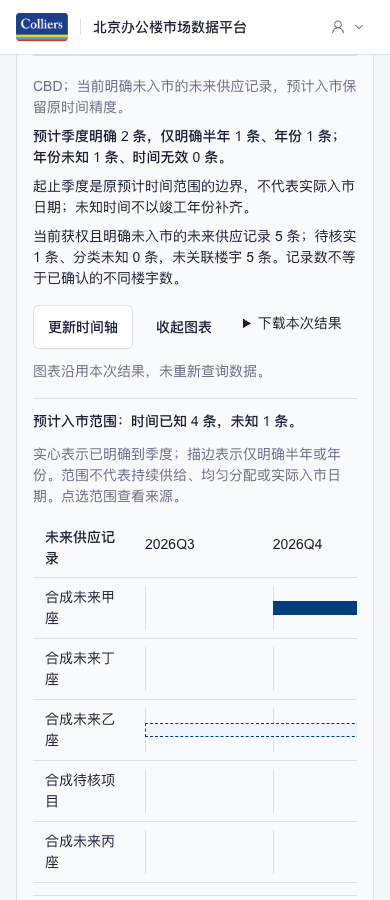 Colliers
北京办公楼市场数据平台
CBD；当前明确未入市的未来供应记录，预计入市保
留原时间精度。
预计季度明确 2 条，仅明确半年 1 条、年份 1 条；
年份未知 1 条、时间无效 0 条。
起止季度是原预计时间范围的边界，不代表实际入市
日期；未知时间不以竣工年份补齐。
当前获权且明确未入市的未来供应记录 5 条；待核实
1 条、分类未知 0 条，未关联楼宇 5 条。记录数不等
于已确认的不同楼宇数。
更新时间轴
收起图表
▶ 下载本次结果
图表沿用本次结果，未重新查询数据。
预计入市范围：时间已知 4 条，未知 1 条。
实心表示已明确到季度；描边表示仅明确半年或年
份。范围不代表持续供给、均匀分配或实际入市日
期。点选范围查看来源。
未来供应记
录
2026Q3
2026Q4
合成未来甲
座
合成未来丁
座
合成未来乙
座
合成待核项
目
合成未来丙
座